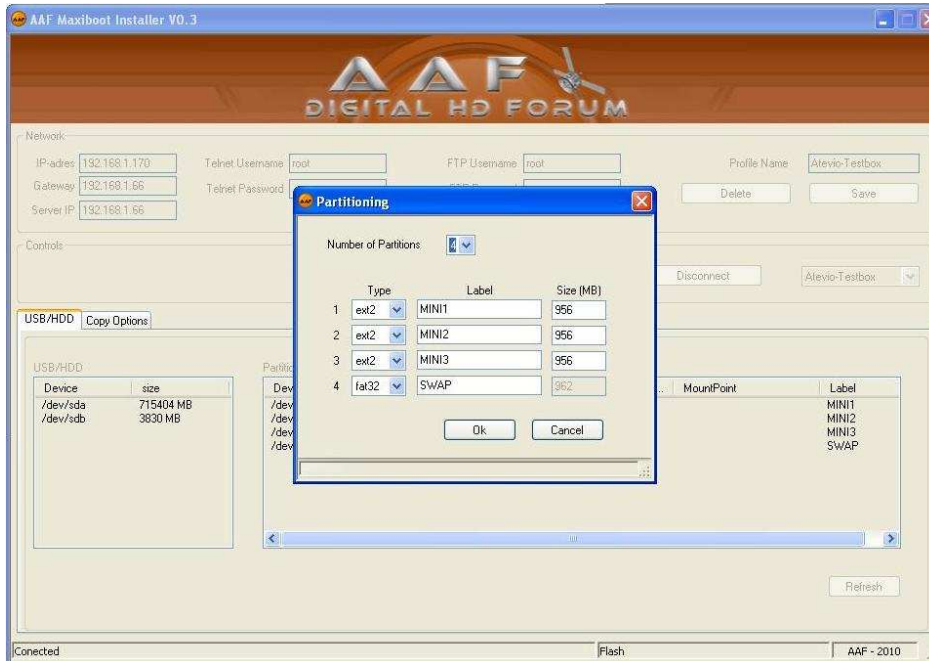 AAF Maxiboot Installer V0.3
AAF
DIGITAL HD FORUM
Network
IP-adres 192.168.1.170 Telnet Username root FTP Username root Profile Name Atevio-Testbox
Gateway 192.168.1.66 Telnet Password Delete Save
Server IP 192.168.1.66
Controls
Disconnect Atevio-Testbox
USB/HDD Copy Options
Partitioning
Number of Partitions 4
Type Label Size (MB)
1 ext2 MINI1 956
2 ext2 MINI2 956
3 ext2 MINI3 956
4 fat32 SWAP 962
Ok Cancel
USB/HDD
Device size
/dev/sda 715404 MB
/dev/sdb 3830 MB
MountPoint Label
/dev MINI1
/dev MINI2
/dev MINI3
/dev SWAP
Refresh
Conected Flash AAF - 2010